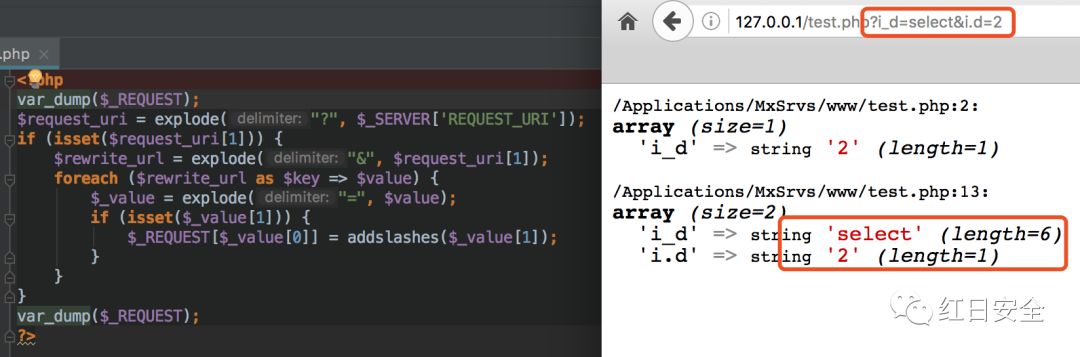 .php ×
<?php
var_dump($_REQUEST);
$request_uri = explode( delimiter: "?", $_SERVER['REQUEST_URI']);
if (isset($request_uri[1])) {
$rewrite_url = explode( delimiter: "&", $request_uri[1]);
foreach ($rewrite_url as $key => $value) {
$_value = explode( delimiter: "=", $value);
if (isset($_value[1])) {
$_REQUEST[$_value[0]] = addslashes($_value[1]);
}
}
}
var_dump($_REQUEST);
?>
127.0.0.1/test.php?i_d=select&i.d=2
/Applications/MxSrvs/www/test.php:2:
array (size=1)
'i_d' => string '2' (length=1)
/Applications/MxSrvs/www/test.php:13:
array (size=2)
'i_d' => string 'select' (length=6)
'i.d' => string '2' (length=1)
红日安全